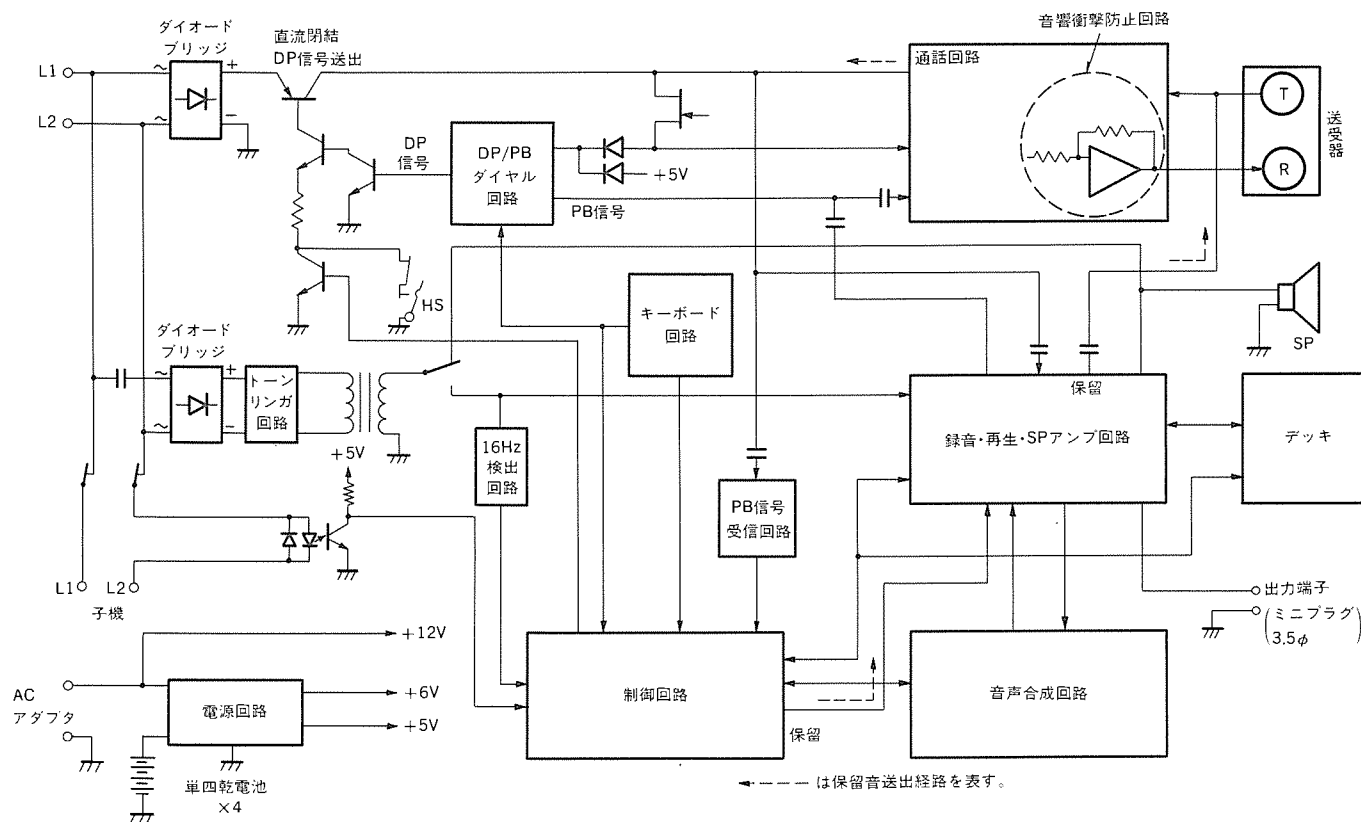 音響衝撃防止回路
ダイオード
ブリッジ
直流閉結
DP信号送出
通話回路
L1
～
+
T
送受器
L2
～
-
DP
信号
DP/PB
ダイヤル
回路
+5V
R
PB信号
HS
キーボード
回路
SP
ダイオード
ブリッジ
～
+
トーン
リンガ
回路
～
-
保留
録音・再生・SPアンプ回路
デッキ
+5V
16Hz
検出
回路
PB信号
受信回路
L1
L2
子機
出力端子
(ミニプラグ)
3.5φ
+12V
AC
アダプタ
電源回路
+6V
+5V
制御回路
保留
音声合成回路
単四乾電池
×4
は保留音送出経路を表す。